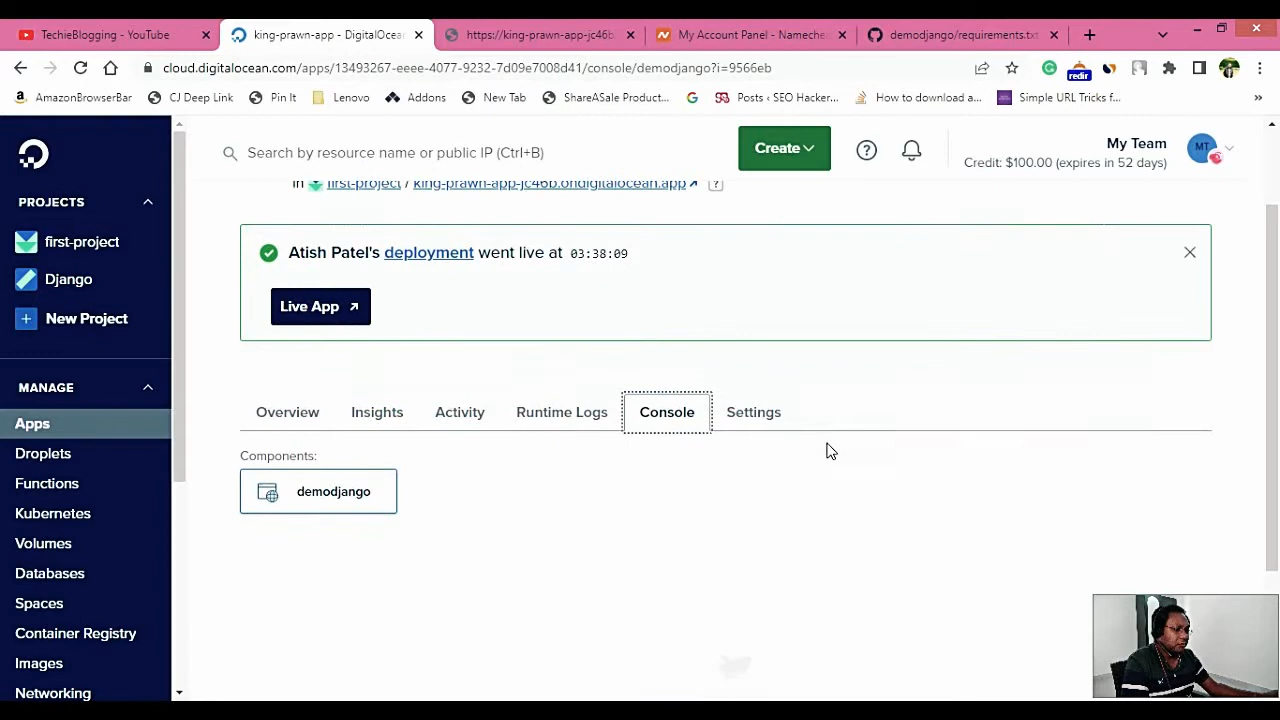 TechieBlogging - YouTube
king-prawn-app - DigitalOcean
https://king-prawn-app-jc46b
My Account Panel - Nameche
demodjango/requirements.txt
cloud.digitalocean.com/apps/13493267-eeee-4077-9232-7d09e7008d41/console/demodjango?i=9566eb
redir
AmazonBrowserBar
CJ Deep Link
Pin It
Lenovo
Addons
New Tab
ShareASale Product...
Posts ‹ SEO Hacker...
How to download a...
Simple URL Tricks f...
»
Search by resource name or public IP (Ctrl+B)
Create
?
My Team
Credit: $100.00 (expires in 52 days)
MT
PROJECTS
first-project
Django
New Project
MANAGE
Apps
Droplets
Functions
Kubernetes
Volumes
Databases
Spaces
Container Registry
Images
Networking
in first-project / king-prawn-app-jc46b.ondigitalocean.app ?
Atish Patel's deployment went live at 03:38:09
Live App
Overview
Insights
Activity
Runtime Logs
Console
Settings
Components:
demodjango